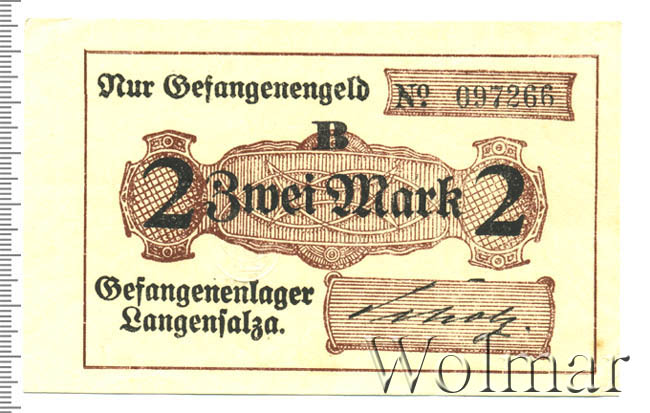 Nur Gefangenengeld
No 097266
B
2 Zwei Mark 2
Gefangenenlager
Langensalza.
Wolmar